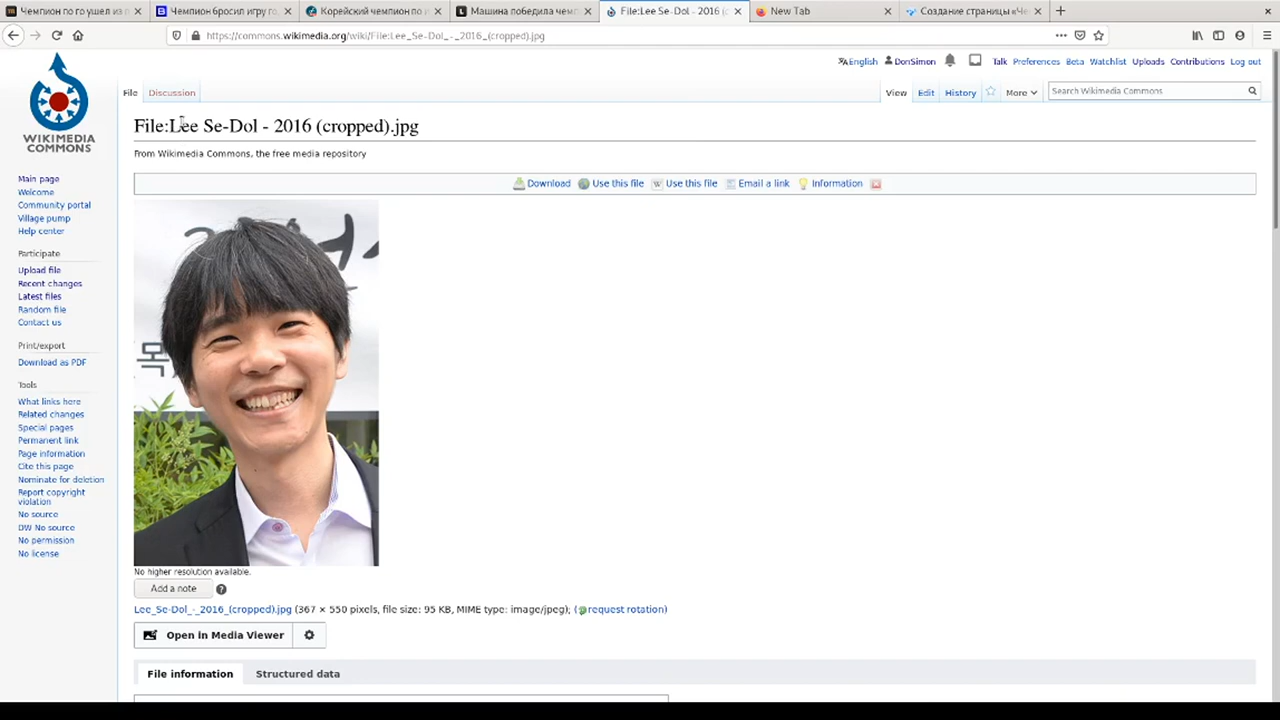 Чемпион по го ушел из п
Чемпион бросил игру го
Корейский чемпион по и
Машина победила чемп
File:Lee Se-Dol - 2016 (
New Tab
Создание страницы «Че
https://commons.wikimedia.org/wiki/File:Lee_Se-Dol_-_2016_(cropped).jpg
English DonSimon Talk Preferences Beta Watchlist Uploads Contributions Log out
File Discussion View Edit History More Search Wikimedia Commons
WIKIMEDIA
COMMONS
File:Lee Se-Dol - 2016 (cropped).jpg
From Wikimedia Commons, the free media repository
Download Use this file Use this file Email a link Information
Main page
Welcome
Community portal
Village pump
Help center
Participate
Upload file
Recent changes
Latest files
Random file
Contact us
Print/export
Download as PDF
Tools
What links here
Related changes
Special pages
Permanent link
Page information
Cite this page
Nominate for deletion
Report copyright
violation
No source
DW No source
No permission
No license
목
No higher resolution available.
Add a note
Lee_Se-Dol_-_2016_(cropped).jpg (367 × 550 pixels, file size: 95 KB, MIME type: image/jpeg); (request rotation)
Open in Media Viewer
File information Structured data